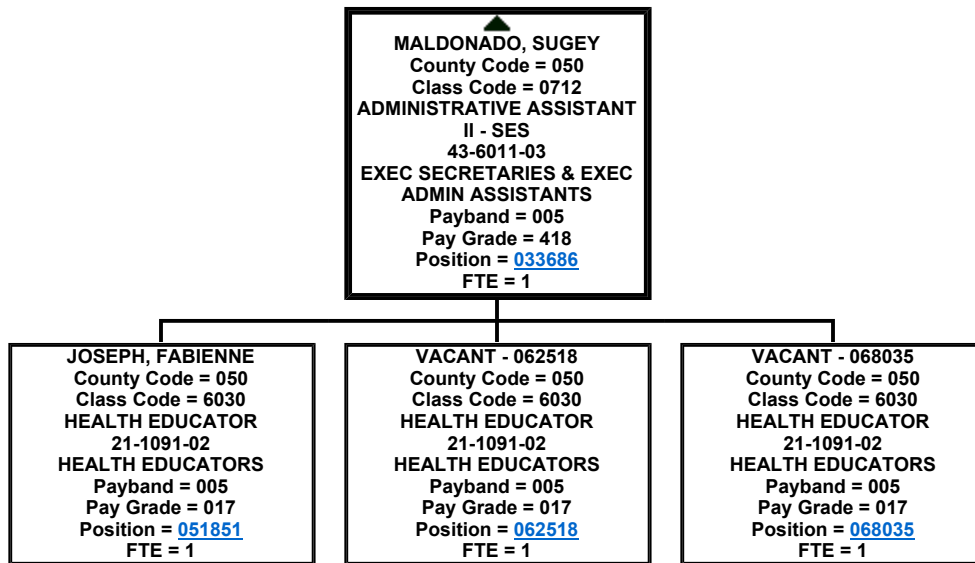 MALDONADO, SUGEY
County Code = 050
Class Code = 0712
ADMINISTRATIVE ASSISTANT
II - SES
43-6011-03
EXEC SECRETARIES & EXEC
ADMIN ASSISTANTS
Payband = 005
Pay Grade = 418
Position = 033686
FTE = 1
JOSEPH, FABIENNE
County Code = 050
Class Code = 6030
HEALTH EDUCATOR
21-1091-02
HEALTH EDUCATORS
Payband = 005
Pay Grade = 017
Position = 051851
FTE = 1
VACANT - 062518
County Code = 050
Class Code = 6030
HEALTH EDUCATOR
21-1091-02
HEALTH EDUCATORS
Payband = 005
Pay Grade = 017
Position = 062518
FTE = 1
VACANT - 068035
County Code = 050
Class Code = 6030
HEALTH EDUCATOR
21-1091-02
HEALTH EDUCATORS
Payband = 005
Pay Grade = 017
Position = 068035
FTE = 1